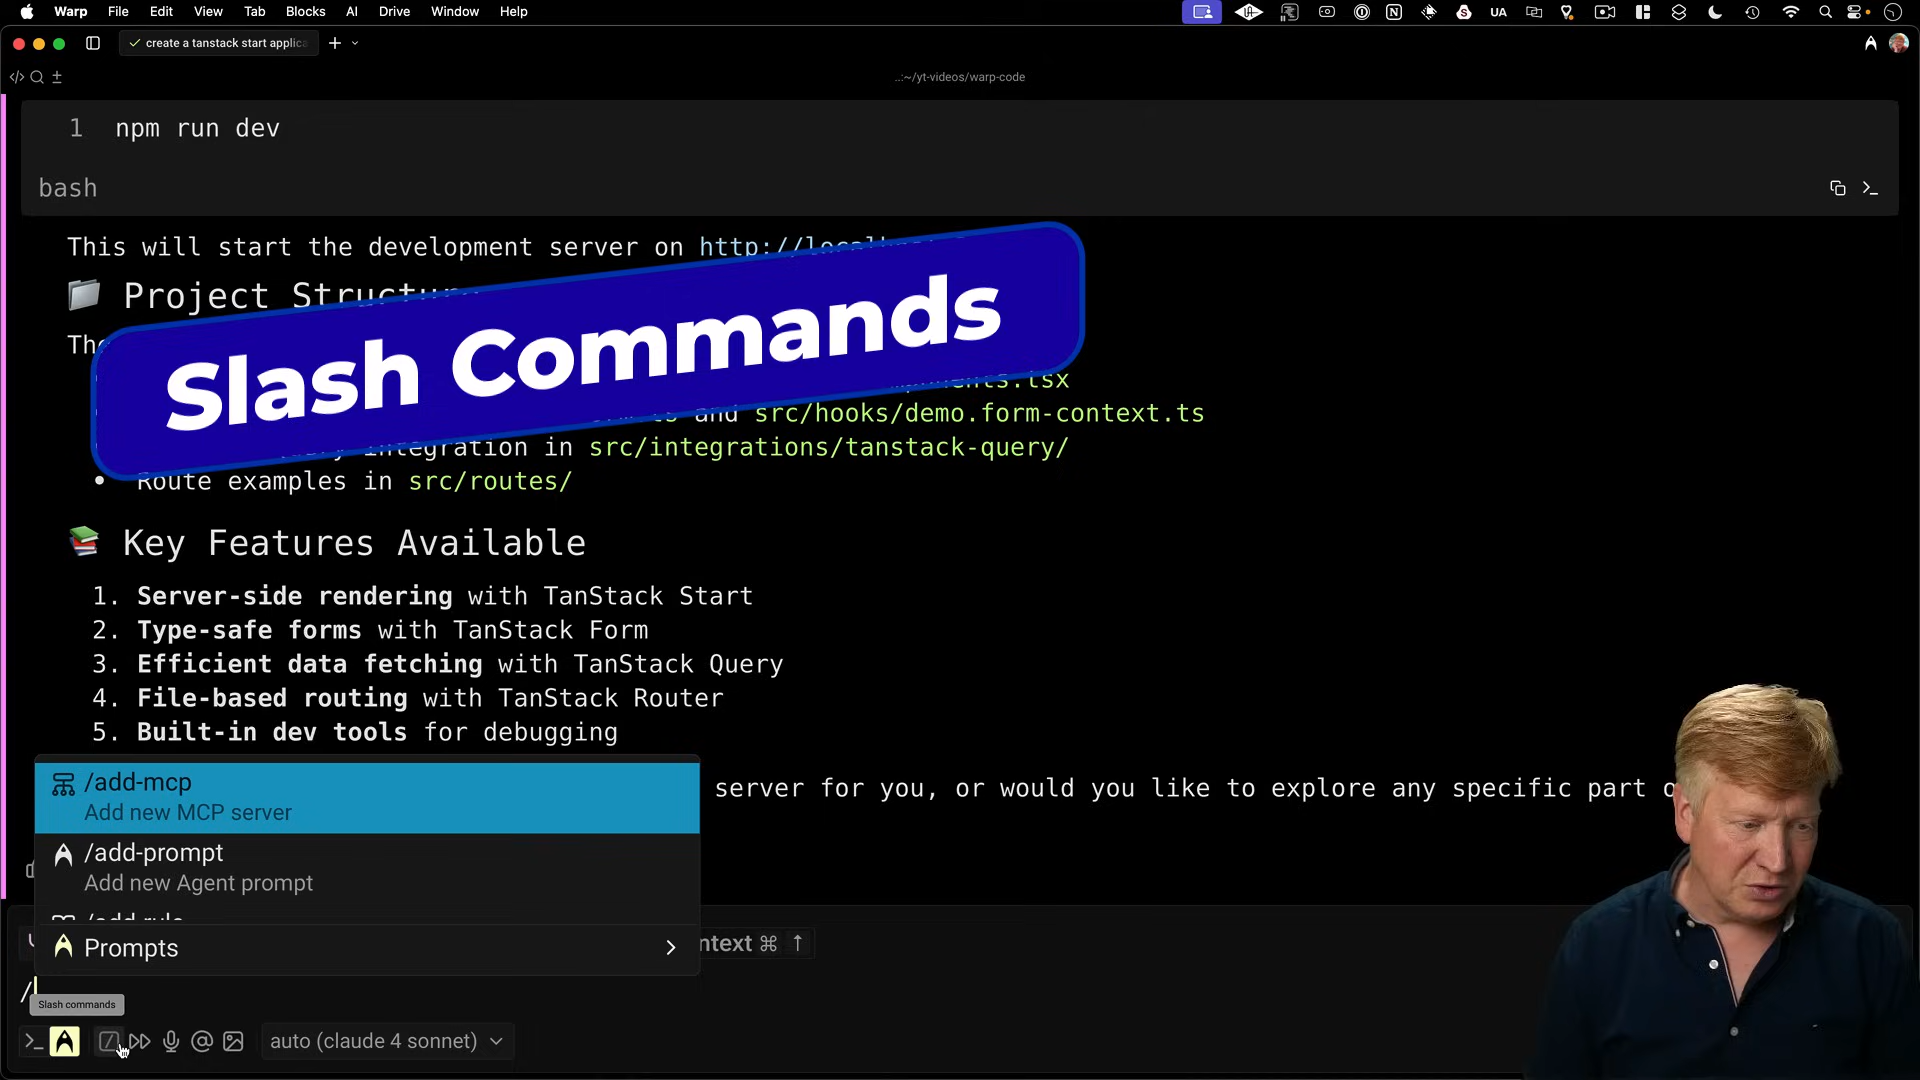 Warp File Edit View Tab Blocks AI Drive Window Help
UA
create a tanstack start applica
..:~/yt-videos/warp-code
1 npm run dev
bash
This will start the development server on http://
Project
Slash Commands
.tsx
and src/hooks/demo.form-context.ts
integration in src/integrations/tanstack-query/
• Route examples in src/routes/
Key Features Available
1. Server-side rendering with TanStack Start
2. Type-safe forms with TanStack Form
3. Efficient data fetching with TanStack Query
4. File-based routing with TanStack Router
5. Built-in dev tools for debugging
server for you, or would you like to explore any specific part
/add-mcp
Add new MCP server
/add-prompt
Add new Agent prompt
/add-rule
Prompts
ntext ⌘ ↑
/
Slash commands
auto (claude 4 sonnet)